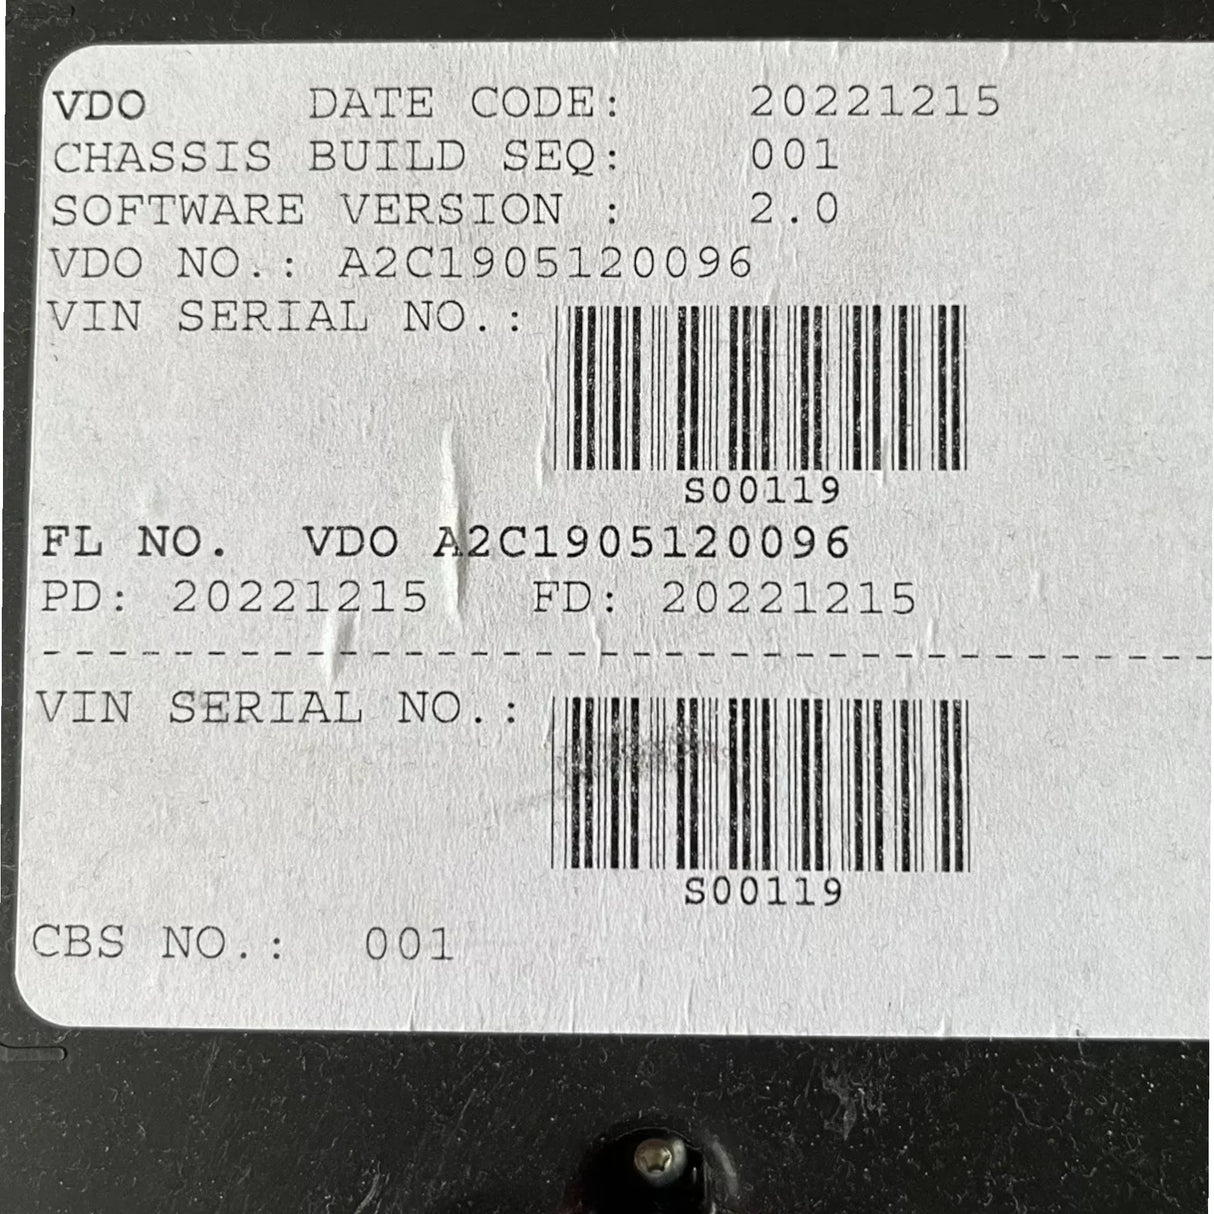 VDO DATE CODE: 20221215
CHASSIS BUILD SEQ: 001
SOFTWARE VERSION : 2.0
VDO NO.: A2C1905120096
VIN SERIAL NO.:
S00119
FL NO. VDO A2C1905120096
PD: 20221215 FD: 20221215
VIN SERIAL NO.:
S00119
CBS NO.: 001